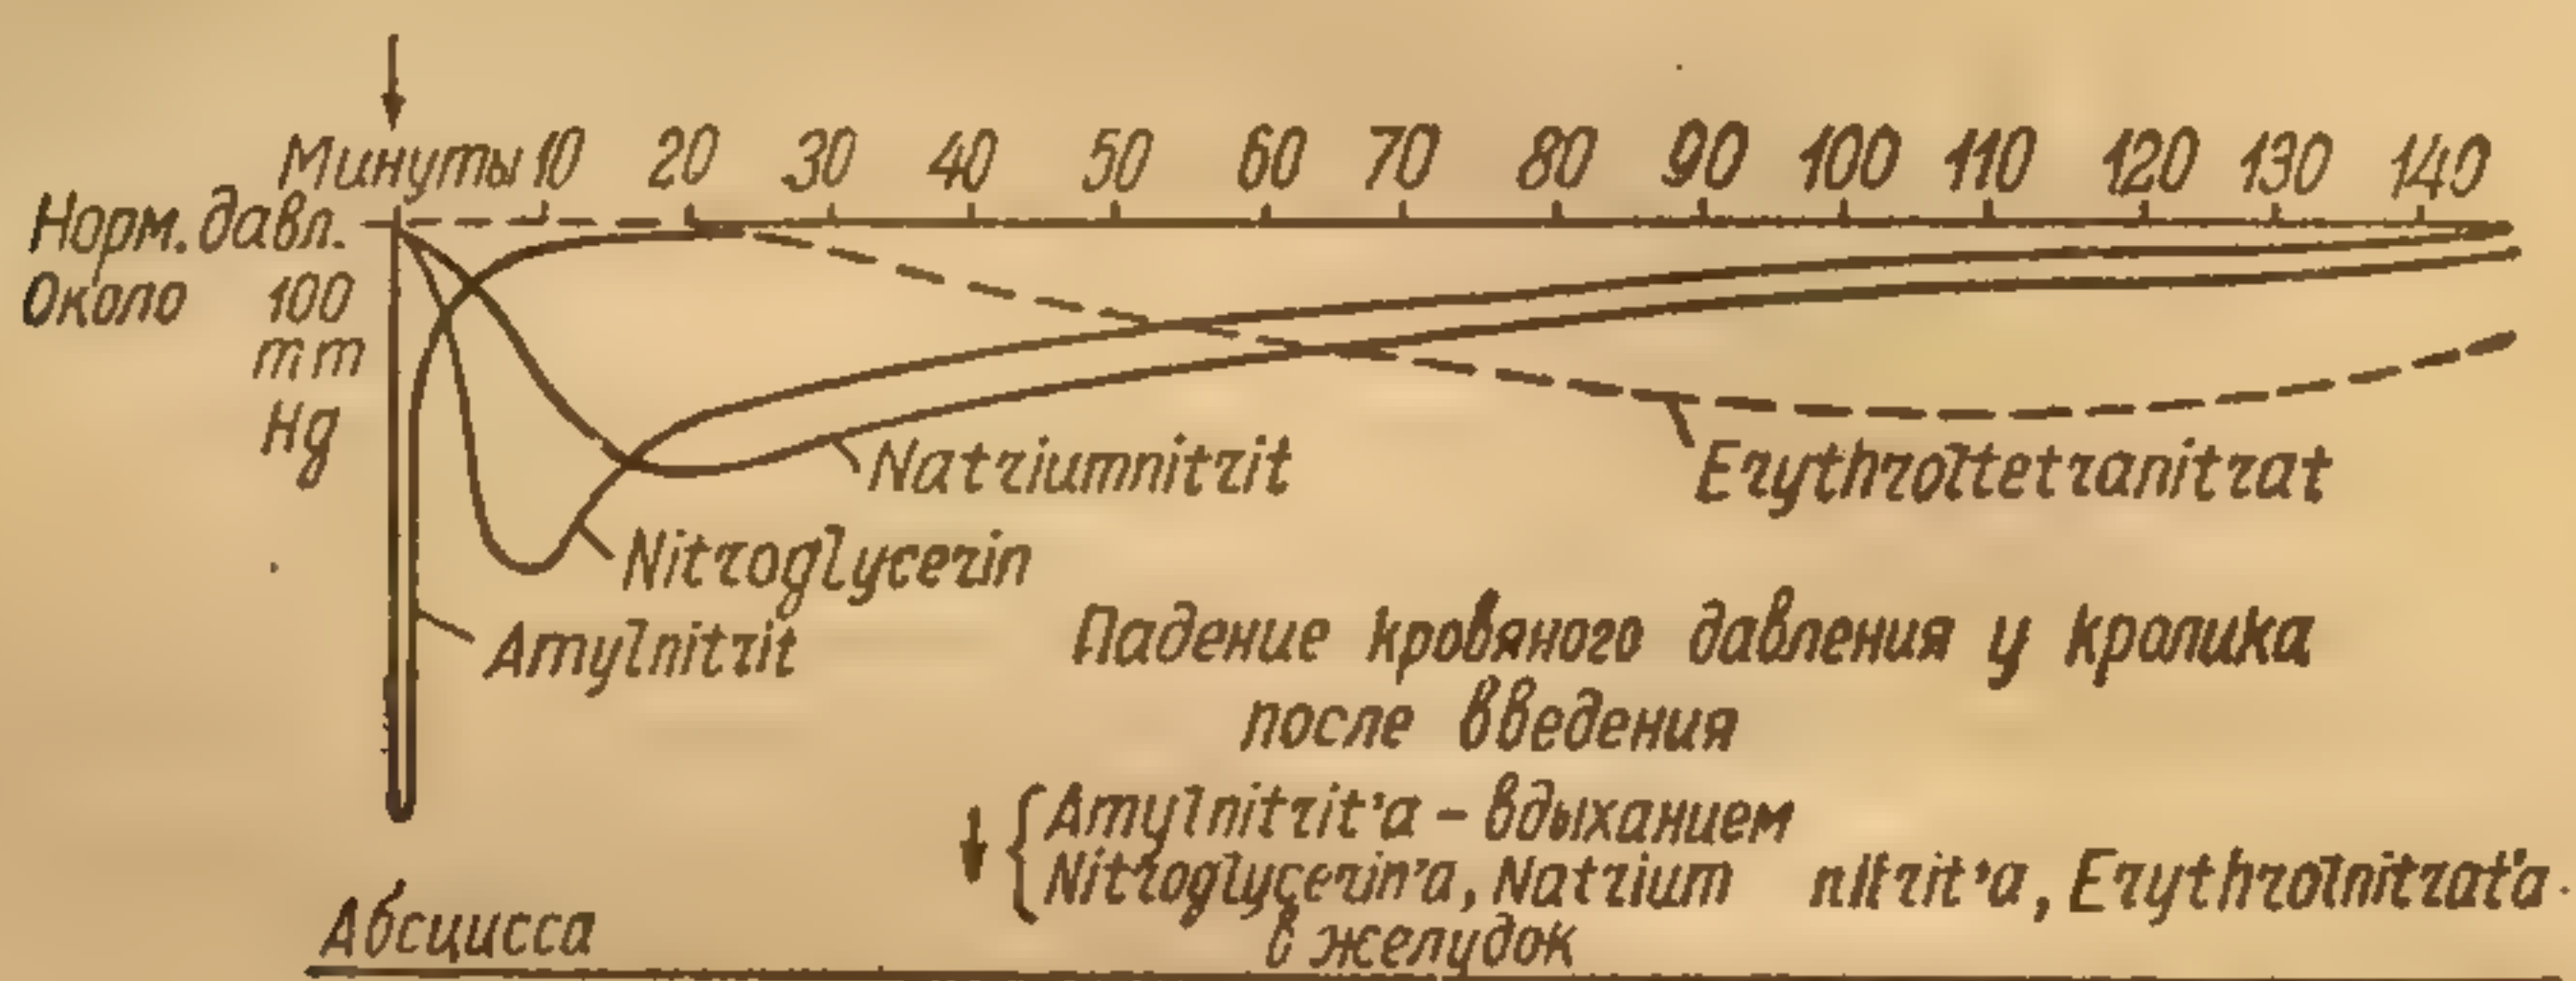 Минуты 10 20 30 40 50 60 70 80 90 100 110 120 130 140
Норм. давл.
Около 100
mm
Hg
Natriumnitrit
Erythroltetranitrat
Nitroglycerin
Amylnitrit
Падение кровяного давления у кролика
после введения
Amylnitrit'a – вдыханием
Nitroglycerin'a, Natrium nitrit'a, Erythrolnitrat'a
в желудок
Абсцисса